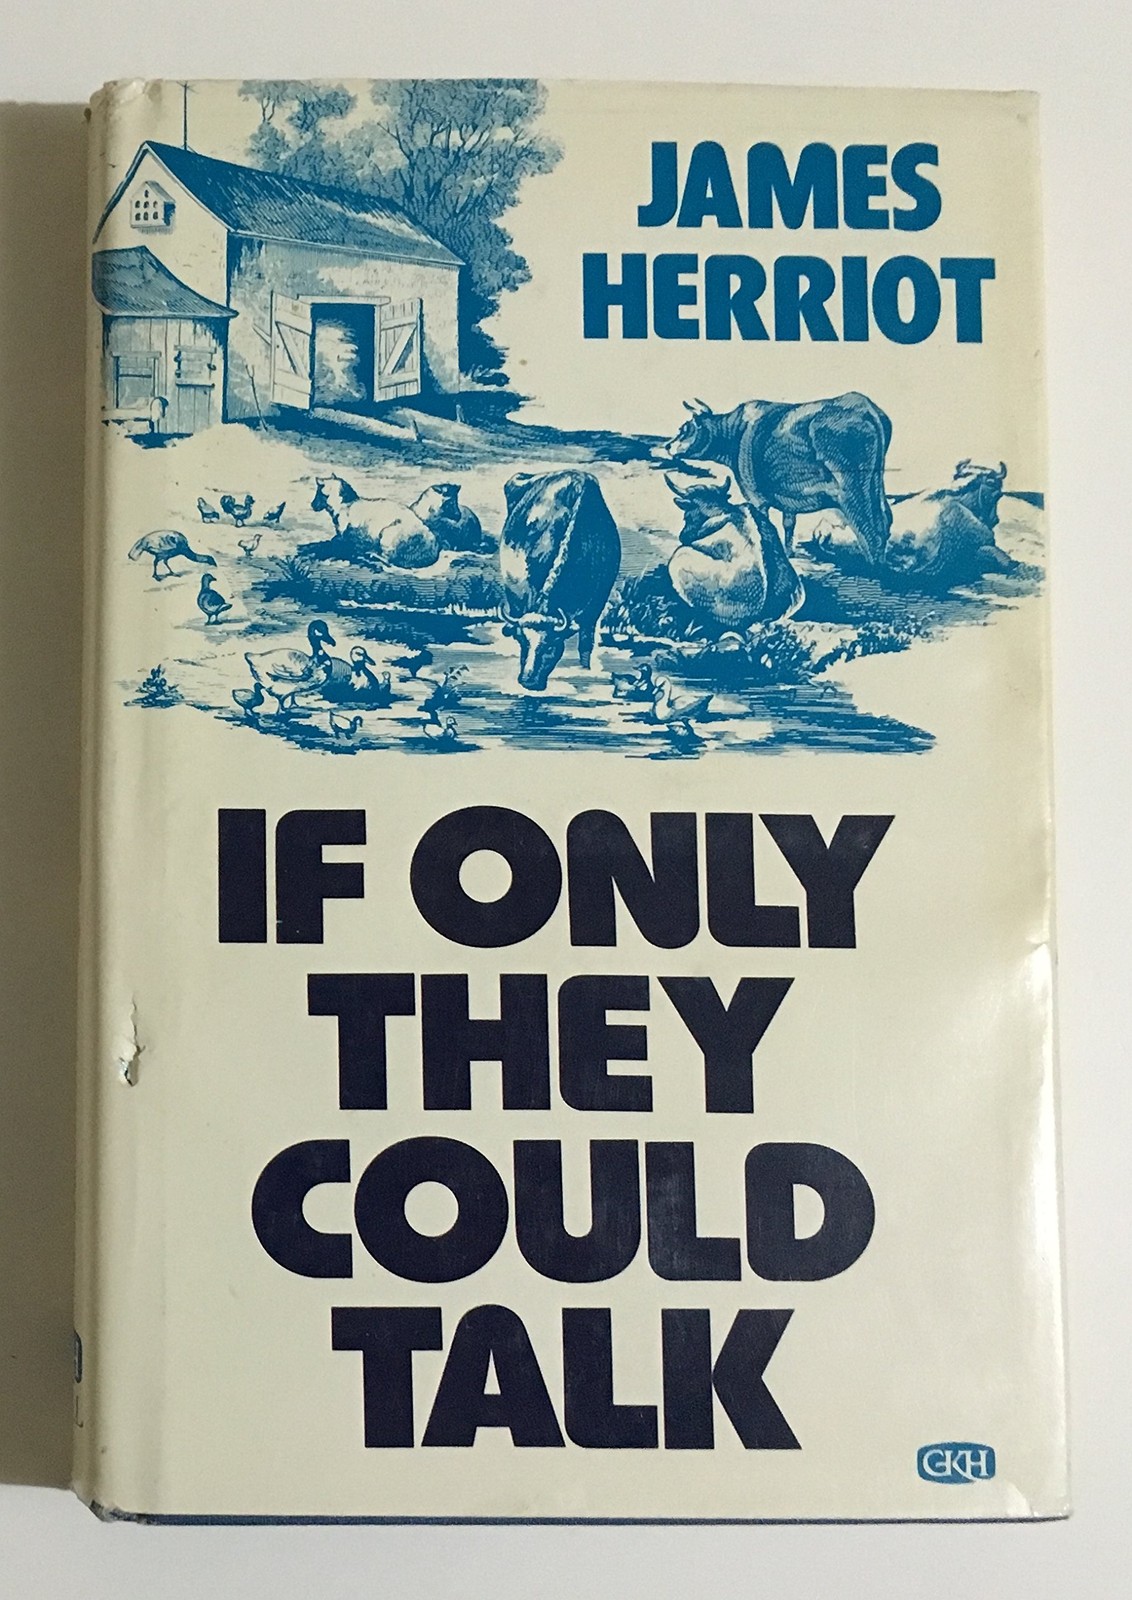 JAMES
HERRIOT
IF ONLY
THEY
COULD
TALK
GKH